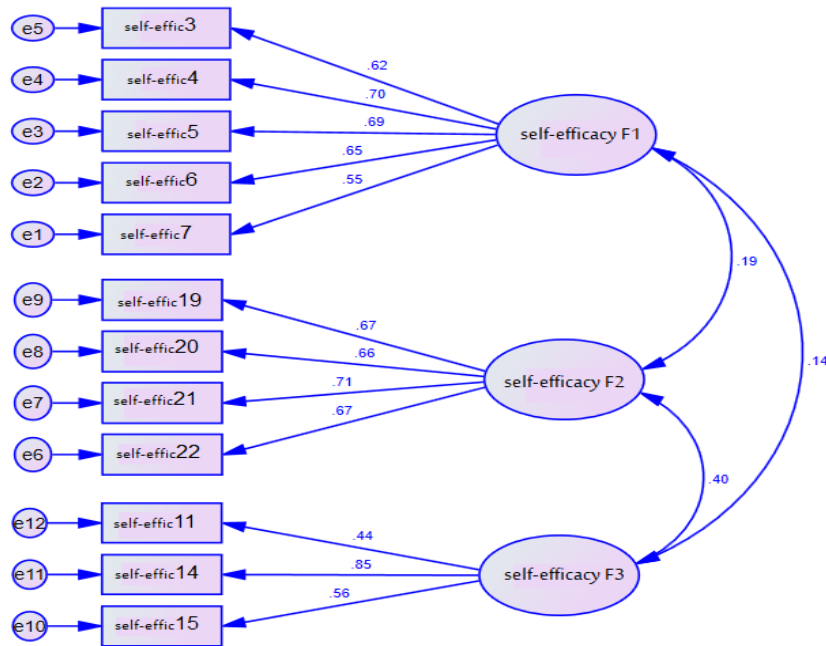 e5 self-effic3
.62
e4 self-effic4
.70
e3 self-effic5
.69
self-efficacy F1
e2 self-effic6
.65
e1 self-effic7
.55
.19
e9 self-effic19
.67
e8 self-effic20
.66
.14
e7 self-effic21
.71
self-efficacy F2
e6 self-effic22
.67
.40
e12 self-effic11
.44
e11 self-effic14
.85
self-efficacy F3
e10 self-effic15
.56